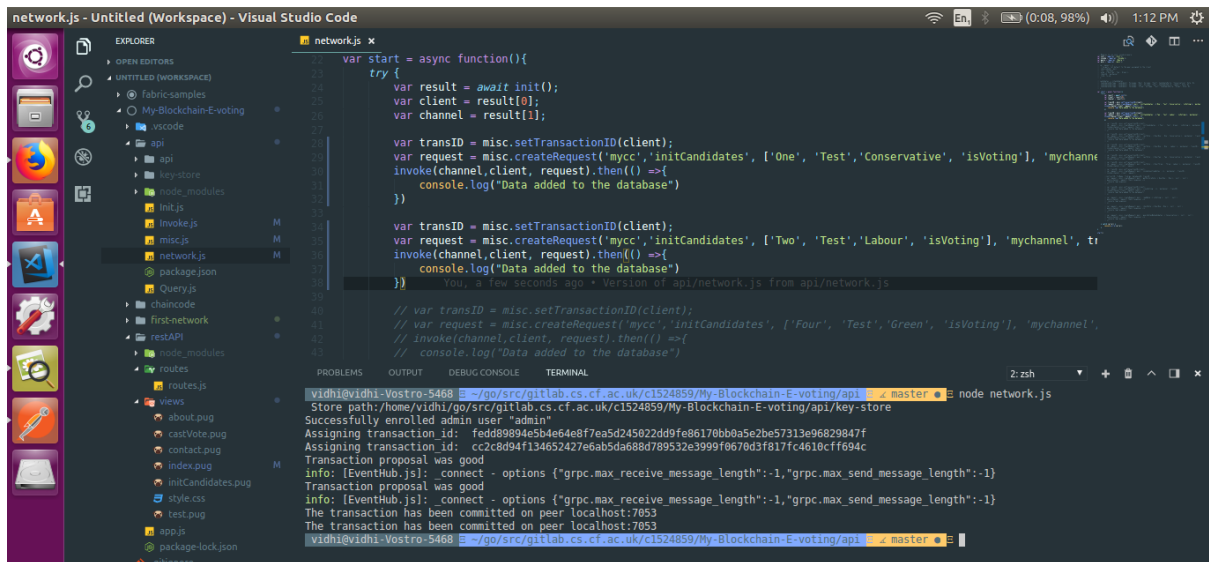 network.js - Untitled (Workspace) - Visual Studio Code
En1 (0:08, 98%) 1:12 PM
EXPLORER
OPEN EDITORS
UNTITLED (WORKSPACE)
fabric-samples
My-Blockchain-E-voting
.vscode
api
api
key-store
node_modules
Init.js
Invoke.js M
misc.js M
network.js M
package.json
Query.js
chaincode
first-network
restAPI
node_modules
routes
routes.js
views
about.pug
castVote.pug
contact.pug
index.pug M
initCandidates.pug
style.css
test.pug
app.js
package-lock.json
6
network.js ×
22 var start = async function(){
23 try {
24 var result = await init();
25 var client = result[0];
26 var channel = result[1];
27
28 var transID = misc.setTransactionID(client);
29 var request = misc.createRequest('mycc','initCandidates', ['One', 'Test','Conservative', 'isVoting'], 'mychanne
30 invoke(channel,client, request).then(() =>{
31 console.log("Data added to the database")
32 })
33
34 var transID = misc.setTransactionID(client);
35 var request = misc.createRequest('mycc','initCandidates', ['Two', 'Test','Labour', 'isVoting'], 'mychannel', tr
36 invoke(channel,client, request).then(() =>{
37 console.log("Data added to the database")
38 }) You, a few seconds ago • Version of api/network.js from api/network.js
39
40 // var transID = misc.setTransactionID(client);
41 // var request = misc.createRequest('mycc','initCandidates', ['Four', 'Test','Green', 'isVoting'], 'mychannel',
42 // invoke(channel,client, request).then(() =>{
43 // console.log("Data added to the database")
PROBLEMS OUTPUT DEBUG CONSOLE TERMINAL 2: zsh
vidhi@vidhi-Vostro-5468 ~/go/src/gitlab.cs.cf.ac.uk/c1524859/My-Blockchain-E-voting/api master ● node network.js
Store path:/home/vidhi/go/src/gitlab.cs.cf.ac.uk/c1524859/My-Blockchain-E-voting/api/key-store
Successfully enrolled admin user "admin"
Assigning transaction_id: fedd89894e5b4e64e8f7ea5d245022dd9fe86170bb0a5e2be57313e96829847f
Assigning transaction_id: cc2c8d94f134652427e6ab5da688d789532e3999f0670d3f817fc4610cff694c
Transaction proposal was good
info: [EventHub.js]: _connect - options {"grpc.max_receive_message_length":-1,"grpc.max_send_message_length":-1}
Transaction proposal was good
info: [EventHub.js]: _connect - options {"grpc.max_receive_message_length":-1,"grpc.max_send_message_length":-1}
The transaction has been committed on peer localhost:7053
The transaction has been committed on peer localhost:7053
vidhi@vidhi-Vostro-5468 ~/go/src/gitlab.cs.cf.ac.uk/c1524859/My-Blockchain-E-voting/api master ●